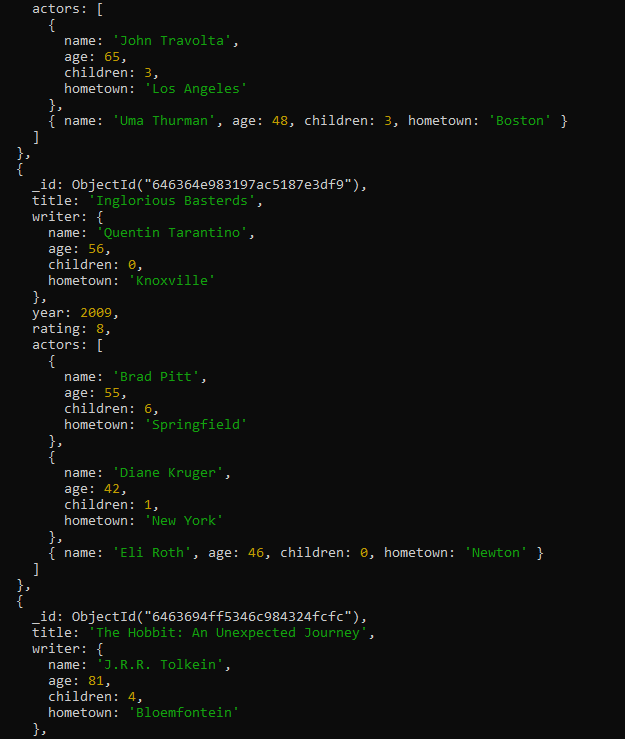 actors: [
{
name: 'John Travolta',
age: 65,
children: 3,
hometown: 'Los Angeles'
},
{ name: 'Uma Thurman', age: 48, children: 3, hometown: 'Boston' }
]
},
{
_id: ObjectId("646364e983197ac5187e3df9"),
title: 'Inglorious Basterds',
writer: {
name: 'Quentin Tarantino',
age: 56,
children: 0,
hometown: 'Knoxville'
},
year: 2009,
rating: 8,
actors: [
{
name: 'Brad Pitt',
age: 55,
children: 6,
hometown: 'Springfield'
},
{
name: 'Diane Kruger',
age: 42,
children: 1,
hometown: 'New York'
},
{ name: 'Eli Roth', age: 46, children: 0, hometown: 'Newton' }
]
},
{
_id: ObjectId("6463694ff5346c984324fcfc"),
title: 'The Hobbit: An Unexpected Journey',
writer: {
name: 'J.R.R. Tolkein',
age: 81,
children: 4,
hometown: 'Bloemfontein'
},